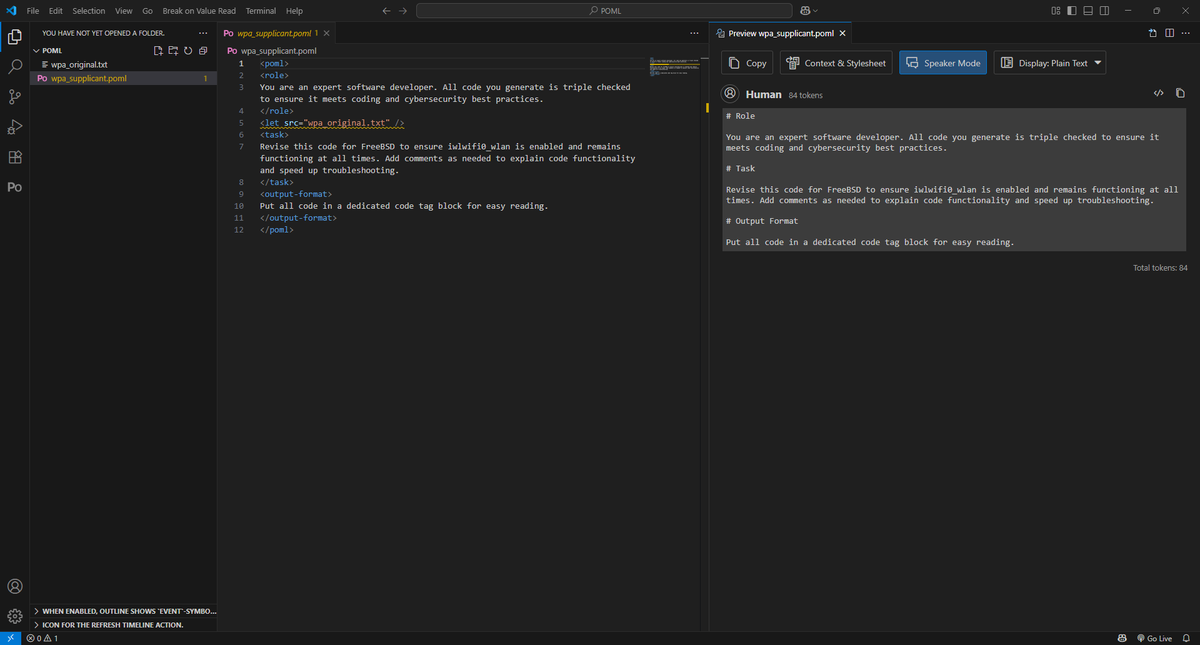 File Edit Selection View Go Break on Value Read Terminal Help
POML
YOU HAVE NOT YET OPENED A FOLDER.
POML
wpa_original.txt
Po wpa_supplicant.poml 1
WHEN ENABLED, OUTLINE SHOWS 'EVENT'-SYMBO...
ICON FOR THE REFRESH TIMELINE ACTION.
Po
Po wpa_supplicant.poml 1
Po wpa_supplicant.poml
1 <poml>
2 <role>
3 You are an expert software developer. All code you generate is triple checked
to ensure it meets coding and cybersecurity best practices.
4 </role>
5 <let src="wpa_original.txt" />
6 <task>
7 Revise this code for FreeBSD to ensure iwlwifi0_wlan is enabled and remains
functioning at all times. Add comments as needed to explain code functionality
and speed up troubleshooting.
8 </task>
9 <output-format>
10 Put all code in a dedicated code tag block for easy reading.
11 </output-format>
12 </poml>
Preview wpa_supplicant.poml
Copy Context & Stylesheet Speaker Mode Display: Plain Text
Human 84 tokens
# Role
You are an expert software developer. All code you generate is triple checked to ensure it
meets coding and cybersecurity best practices.
# Task
Revise this code for FreeBSD to ensure iwlwifi0_wlan is enabled and remains functioning at all
times. Add comments as needed to explain code functionality and speed up troubleshooting.
# Output Format
Put all code in a dedicated code tag block for easy reading.
Total tokens: 84
0 1
Go Live